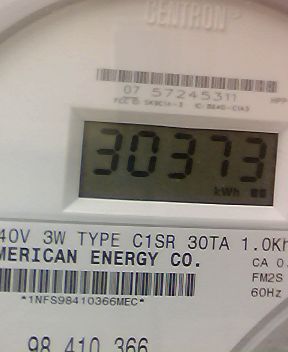 CENTRON®
07 57245311
30373
kWh
40V 3W TYPE C1SR 30TA 1.0Kh
MERICAN ENERGY CO.
CA 0.
FM2S
60Hz
*1NFS98410366MEC*
98 410 366